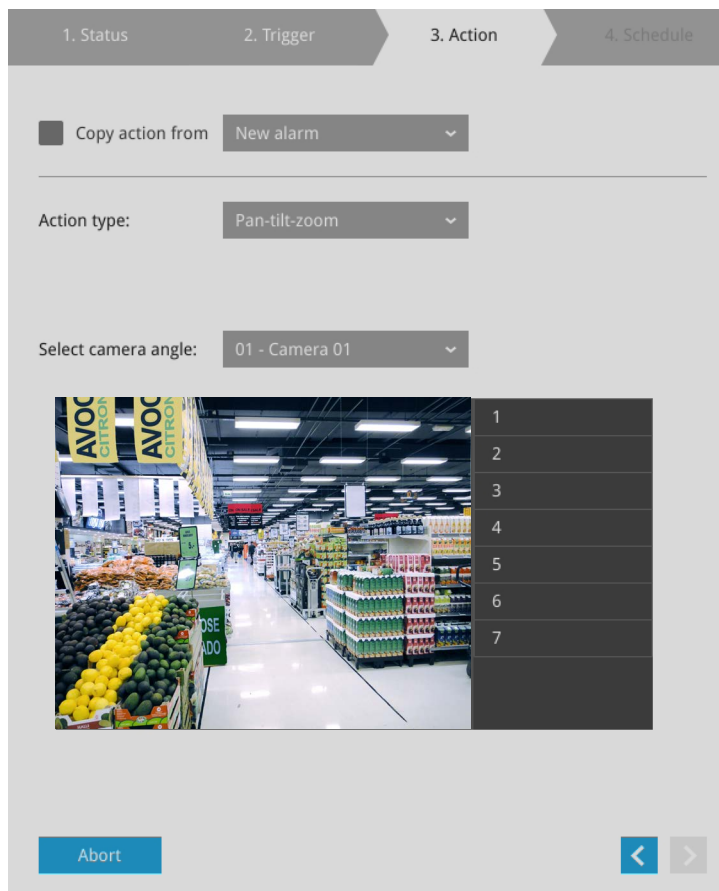 1. Status
2. Trigger
3. Action
4. Schedule
Copy action from
New alarm
Action type:
Pan-tilt-zoom
Select camera angle:
01 - Camera 01
AVOC
CITRON
AVOC
CITRON
OSE
ADO
1
2
3
4
5
6
7
Abort